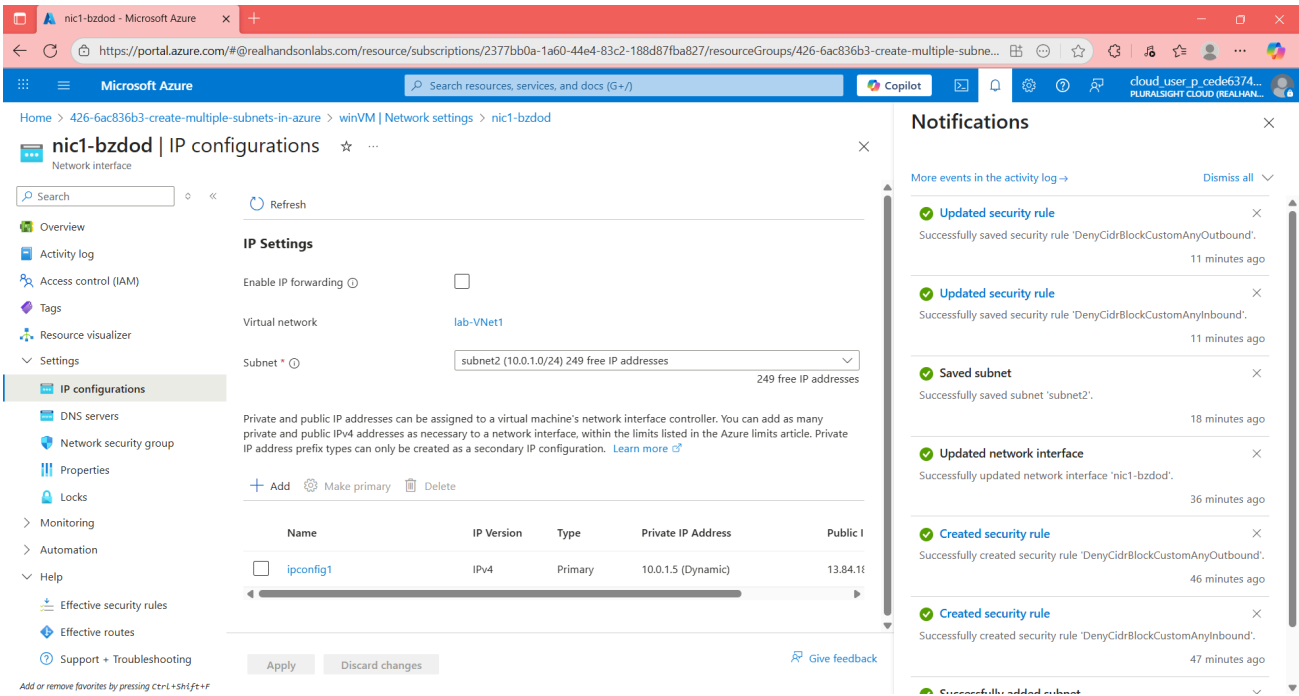 nic1-bzdod - Microsoft Azure
https://portal.azure.com/#@realhandsonlabs.com/resource/subscriptions/2377bb0a-1a60-44e4-83c2-188d87fba827/resourceGroups/426-6ac836b3-create-multiple-subne...
Microsoft Azure
Search resources, services, and docs (G+/)
Copilot
cloud_user_p_cede6374...
PLURALSIGHT CLOUD (REALHAN...
Home > 426-6ac836b3-create-multiple-subnets-in-azure > winVM | Network settings > nic1-bzdod
nic1-bzdod | IP configurations
Network interface
Search
Overview
Activity log
Access control (IAM)
Tags
Resource visualizer
Settings
IP configurations
DNS servers
Network security group
Properties
Locks
Monitoring
Automation
Help
Effective security rules
Effective routes
Support + Troubleshooting
Add or remove favorites by pressing Ctrl+Shift+F
Refresh
IP Settings
Enable IP forwarding
Virtual network lab-VNet1
Subnet * subnet2 (10.0.1.0/24) 249 free IP addresses
249 free IP addresses
Private and public IP addresses can be assigned to a virtual machine's network interface controller. You can add as many
private and public IPv4 addresses as necessary to a network interface, within the limits listed in the Azure limits article. Private
IP address prefix types can only be created as a secondary IP configuration. Learn more
Add Make primary Delete
Name IP Version Type Private IP Address Public I
ipconfig1 IPv4 Primary 10.0.1.5 (Dynamic) 13.84.18
Apply Discard changes
Give feedback
Notifications
More events in the activity log → Dismiss all
Updated security rule
Successfully saved security rule 'DenyCidrBlockCustomAnyOutbound'.
11 minutes ago
Updated security rule
Successfully saved security rule 'DenyCidrBlockCustomAnyInbound'.
11 minutes ago
Saved subnet
Successfully saved subnet 'subnet2'.
18 minutes ago
Updated network interface
Successfully updated network interface 'nic1-bzdod'.
36 minutes ago
Created security rule
Successfully created security rule 'DenyCidrBlockCustomAnyOutbound'.
46 minutes ago
Created security rule
Successfully created security rule 'DenyCidrBlockCustomAnyInbound'.
47 minutes ago
Successfully added subnet